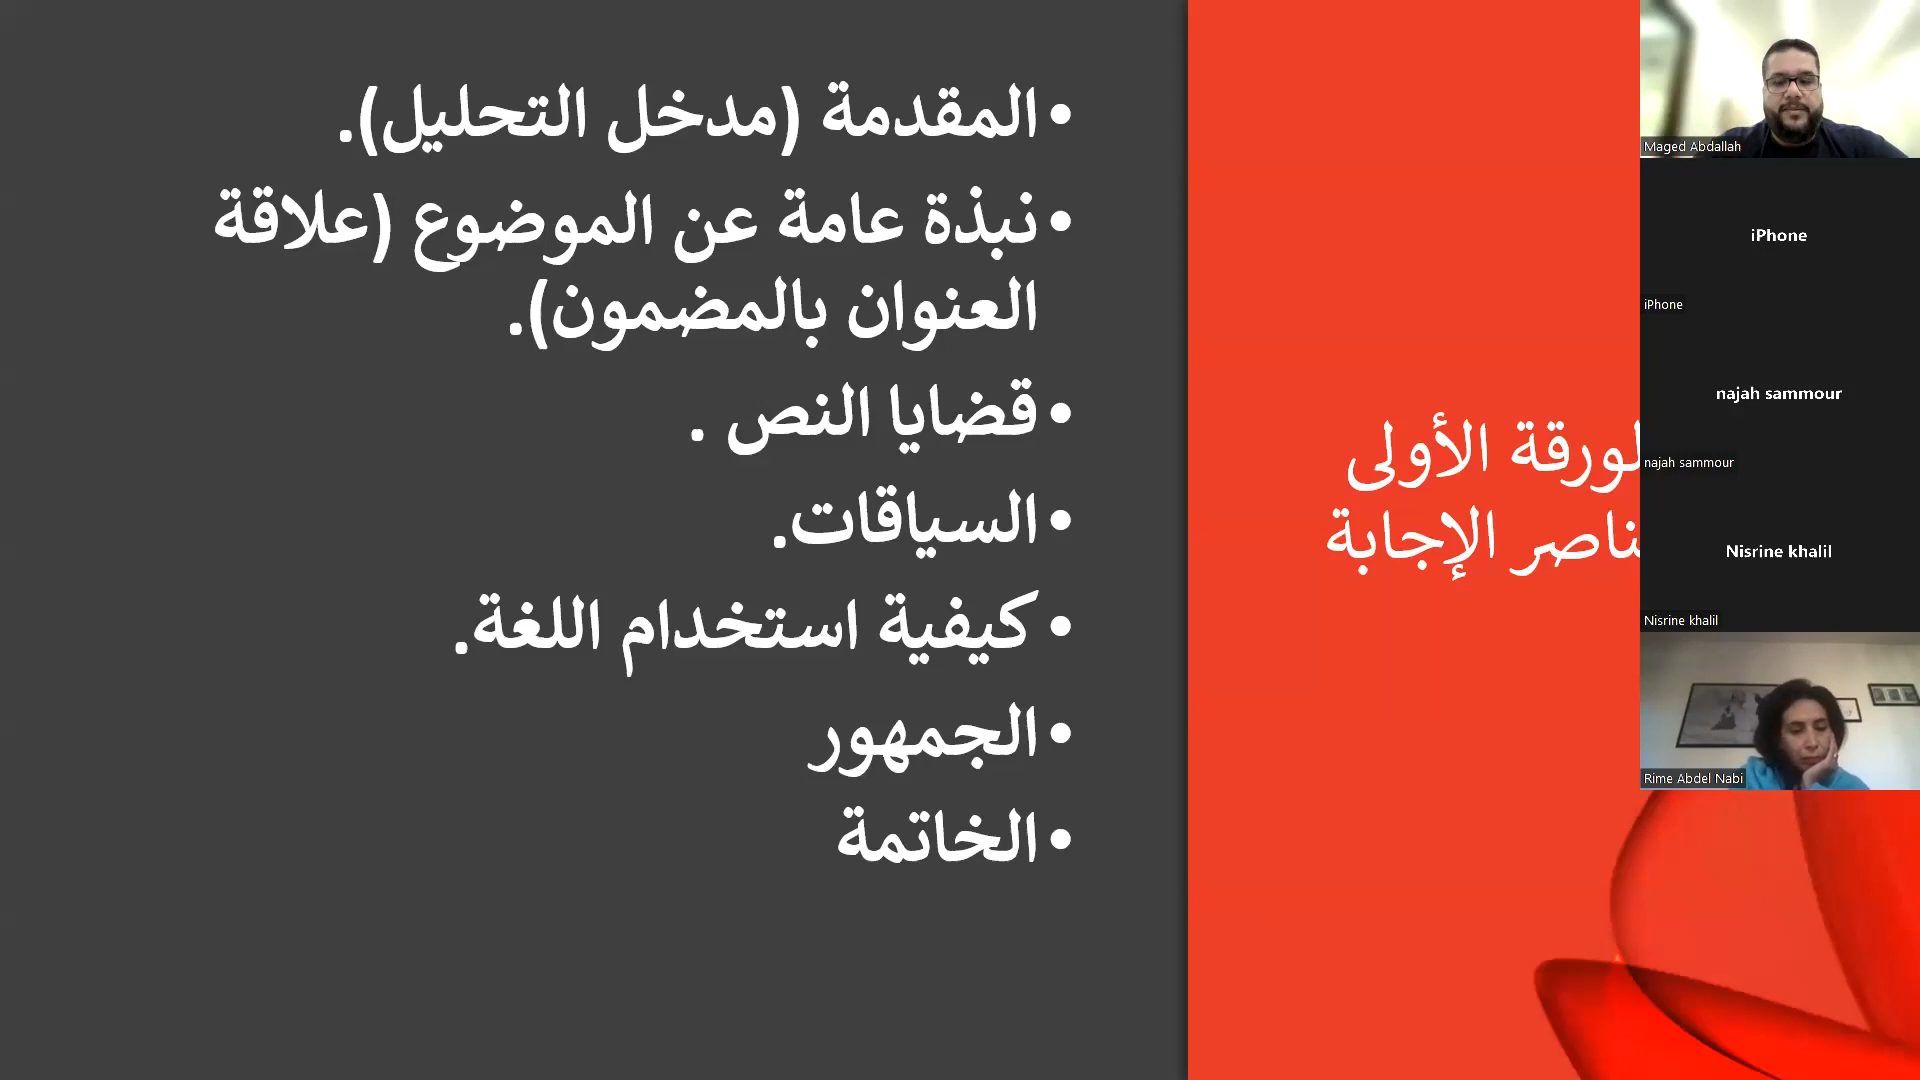 • المقدمة (مدخل التحليل).
• نبذة عامة عن الموضوع (علاقة
العنوان بالمضمون).
• قضايا النص .
• السياقات.
• كيفية استخدام اللغة.
• الجمهور
• الخاتمة
لورقة الأولى
ناصر الإجابة
Maged Abdallah
iPhone
iPhone
najah sammour
najah sammour
Nisrine khalil
Nisrine khalil
Rime Abdel Nabi